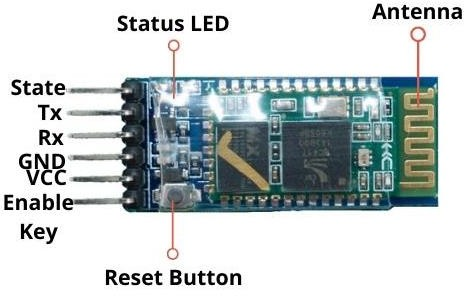 Status LED
Antenna
State
Tx
Rx
GND
VCC
Enable
Key
Reset Button